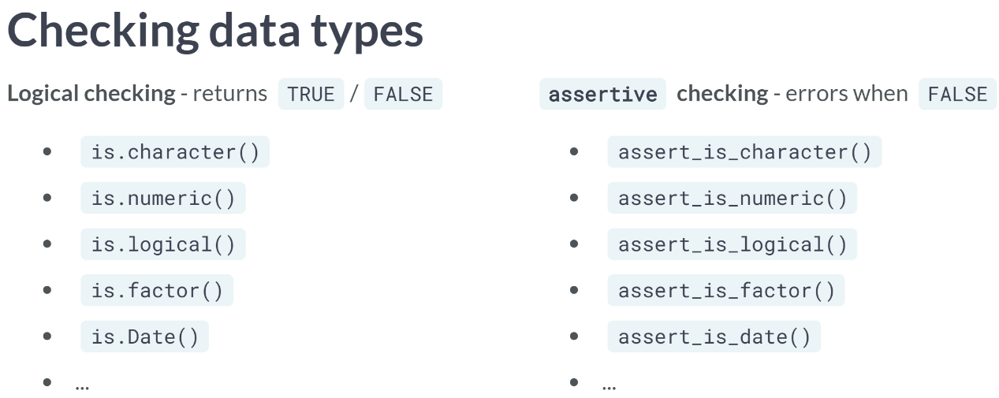 Checking data types
Logical checking - returns TRUE / FALSE
• is.character()
• is.numeric()
• is.logical()
• is.factor()
• is.Date()
• ...
assertive checking - errors when FALSE
• assert_is_character()
• assert_is_numeric()
• assert_is_logical()
• assert_is_factor()
• assert_is_date()
• ...